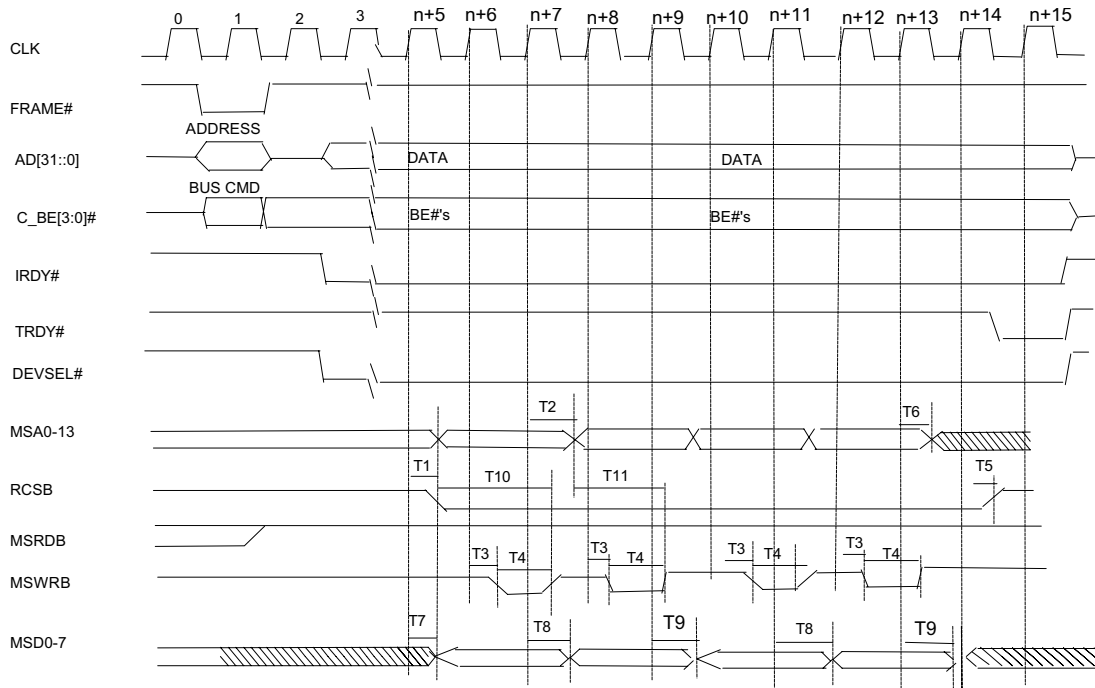 0 1 2 3 n+5 n+6 n+7 n+8 n+9 n+10 n+11 n+12 n+13 n+14 n+15
CLK
FRAME#
ADDRESS
AD[31::0] DATA DATA
BUS CMD
C_BE[3:0]# BE#'s BE#'s
IRDY#
TRDY#
DEVSEL#
T2 T6
MSA0-13
T1 T10 T11 T5
RCSB
MSRDB
T3 T4 T3 T4 T3 T4 T3 T4
MSWRB
T7 T8 T9 T8 T9
MSD0-7